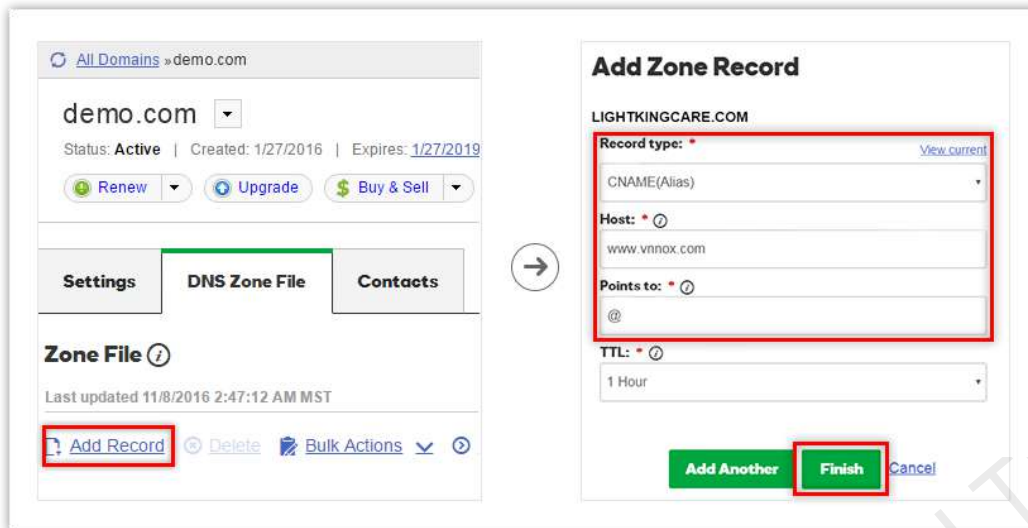 All Domains »demo.com
demo.com
Status: Active | Created: 1/27/2016 | Expires: 1/27/2019
Renew Upgrade Buy & Sell
Settings DNS Zone File Contacts
Zone File
Last updated 11/8/2016 2:47:12 AM MST
Add Record Delete Bulk Actions
Add Zone Record
LIGHTKINGCARE.COM
Record type: * View current
CNAME(Alias)
Host: *
www.vnnox.com
Points to: *
@
TTL: *
1 Hour
Add Another Finish Cancel